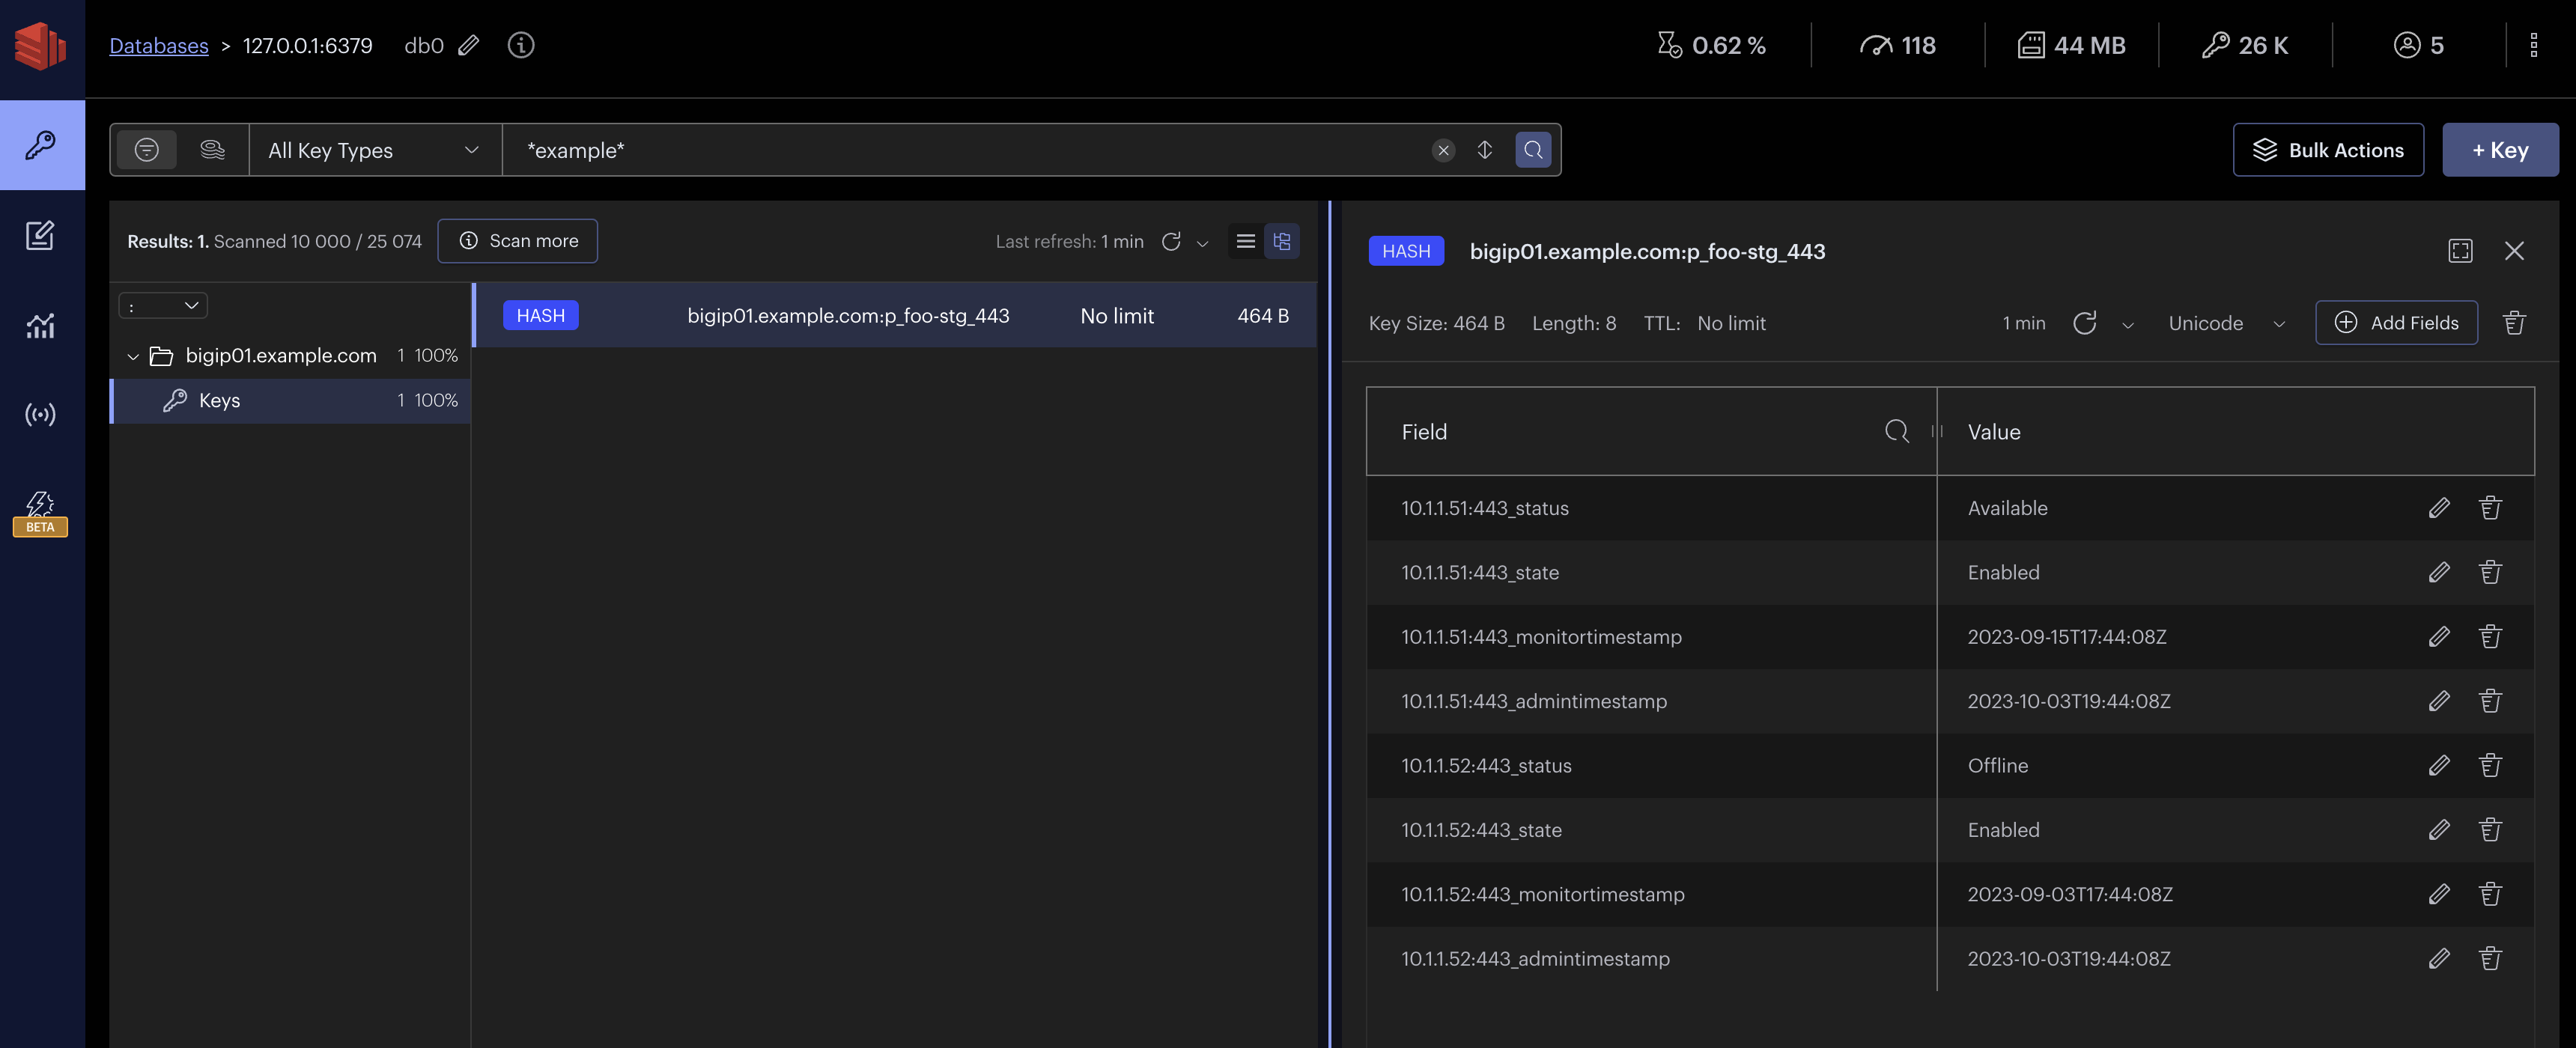 Databases > 127.0.0.1:6379 db0 0.62 % 118 44 MB 26 K 5
All Key Types *example* Bulk Actions + Key
Results: 1. Scanned 10 000 / 25 074 Scan more Last refresh: 1 min
:
bigip01.example.com 1 100%
Keys 1 100%
HASH bigip01.example.com:p_foo-stg_443 No limit 464 B
BETA
HASH bigip01.example.com:p_foo-stg_443
Key Size: 464 B Length: 8 TTL: No limit 1 min Unicode Add Fields
Field Value
10.1.1.51:443_status Available
10.1.1.51:443_state Enabled
10.1.1.51:443_monitortimestamp 2023-09-15T17:44:08Z
10.1.1.51:443_admintimestamp 2023-10-03T19:44:08Z
10.1.1.52:443_status Offline
10.1.1.52:443_state Enabled
10.1.1.52:443_monitortimestamp 2023-09-03T17:44:08Z
10.1.1.52:443_admintimestamp 2023-10-03T19:44:08Z